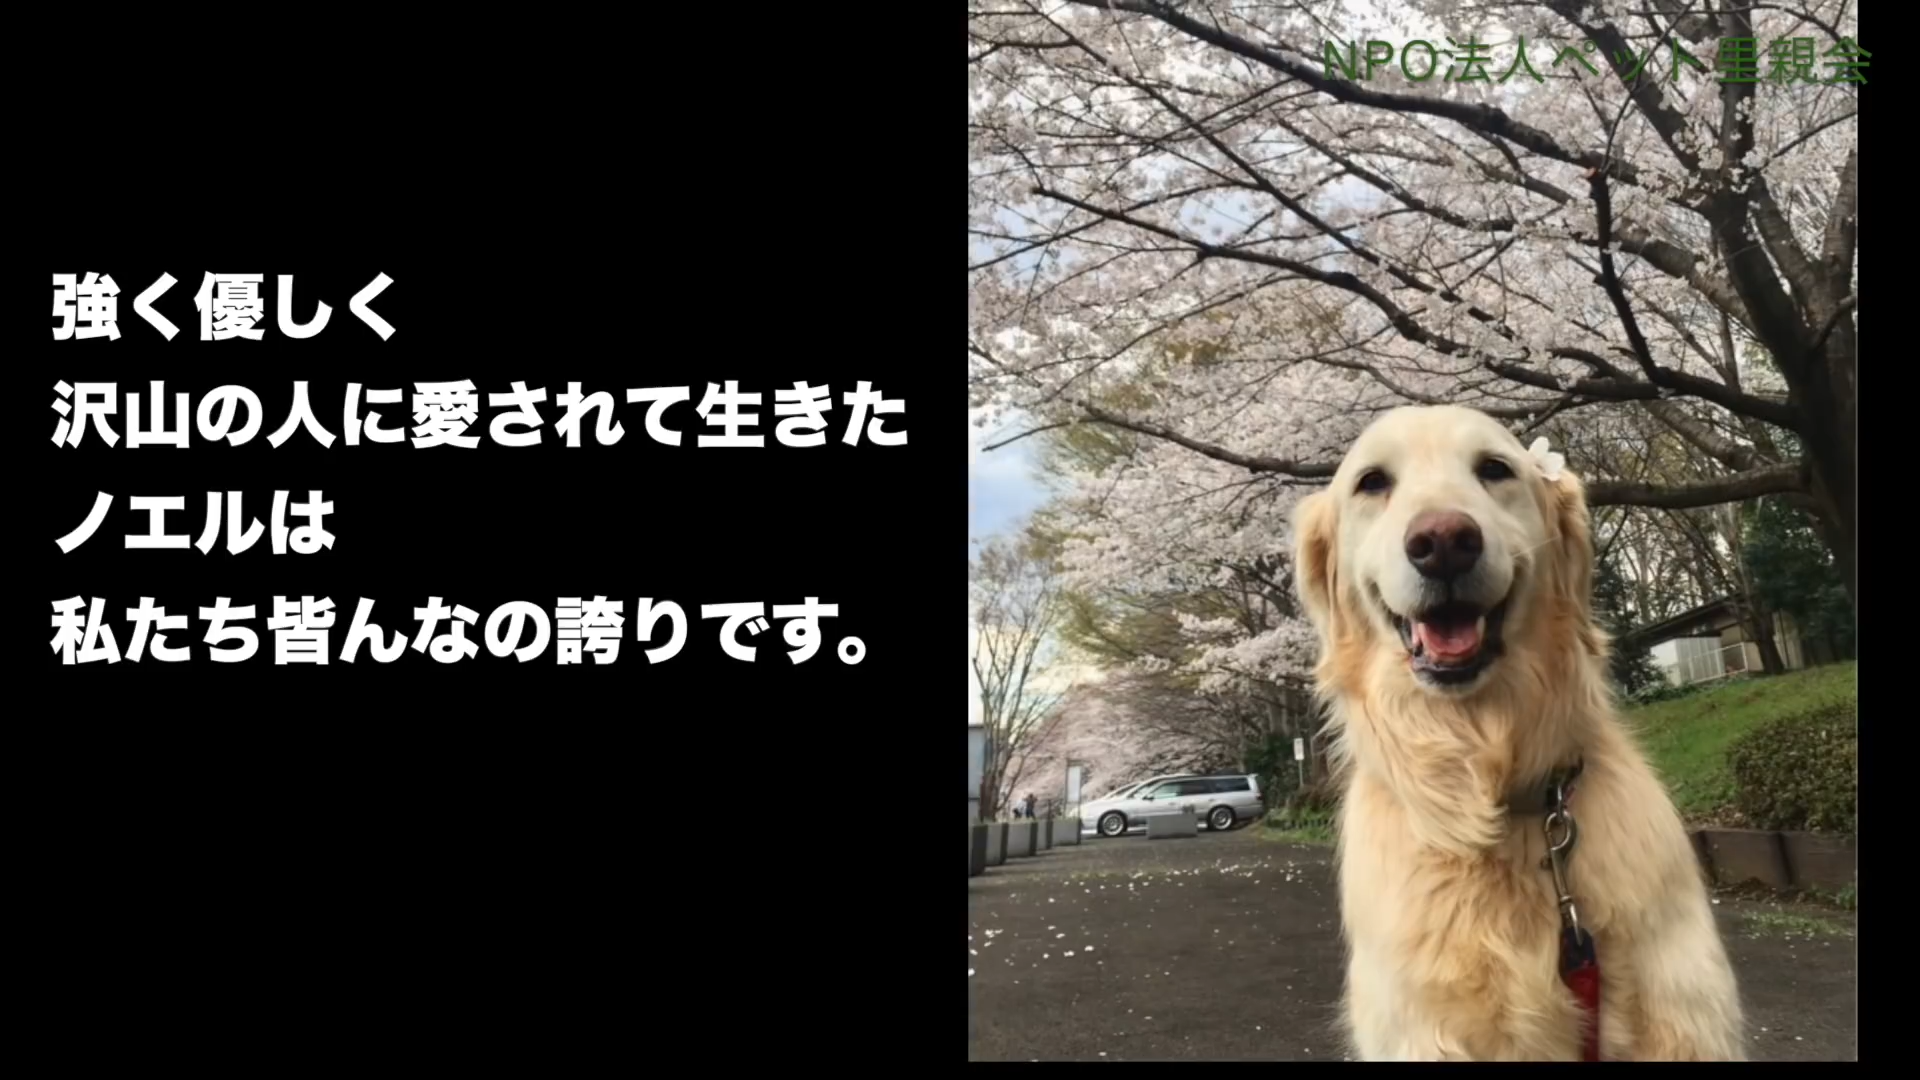 NPO法人ペット里親会
強く優しく
沢山の人に愛されて生きた
ノエルは
私たち皆んなの誇りです。